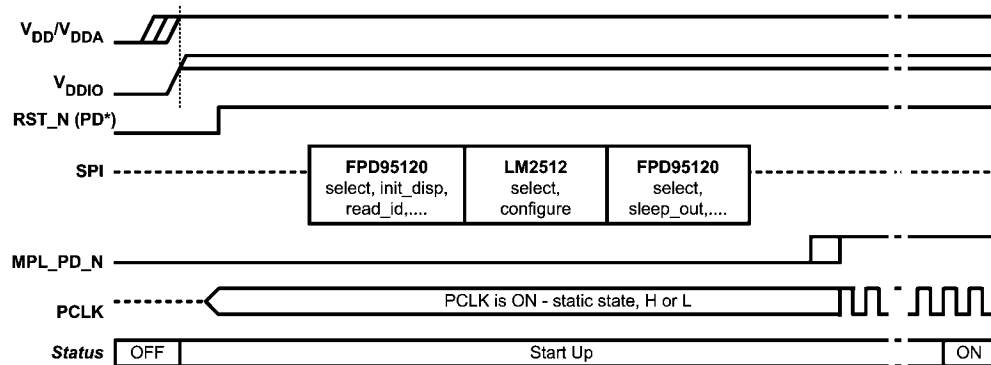 VDD/VDDA
VDDIO
RST_N (PD*)
SPI
FPD95120
select, init_disp,
read_id,....
LM2512
select,
configure
FPD95120
select,
sleep_out,....
MPL_PD_N
PCLK
PCLK is ON - static state, H or L
Status
OFF
Start Up
ON